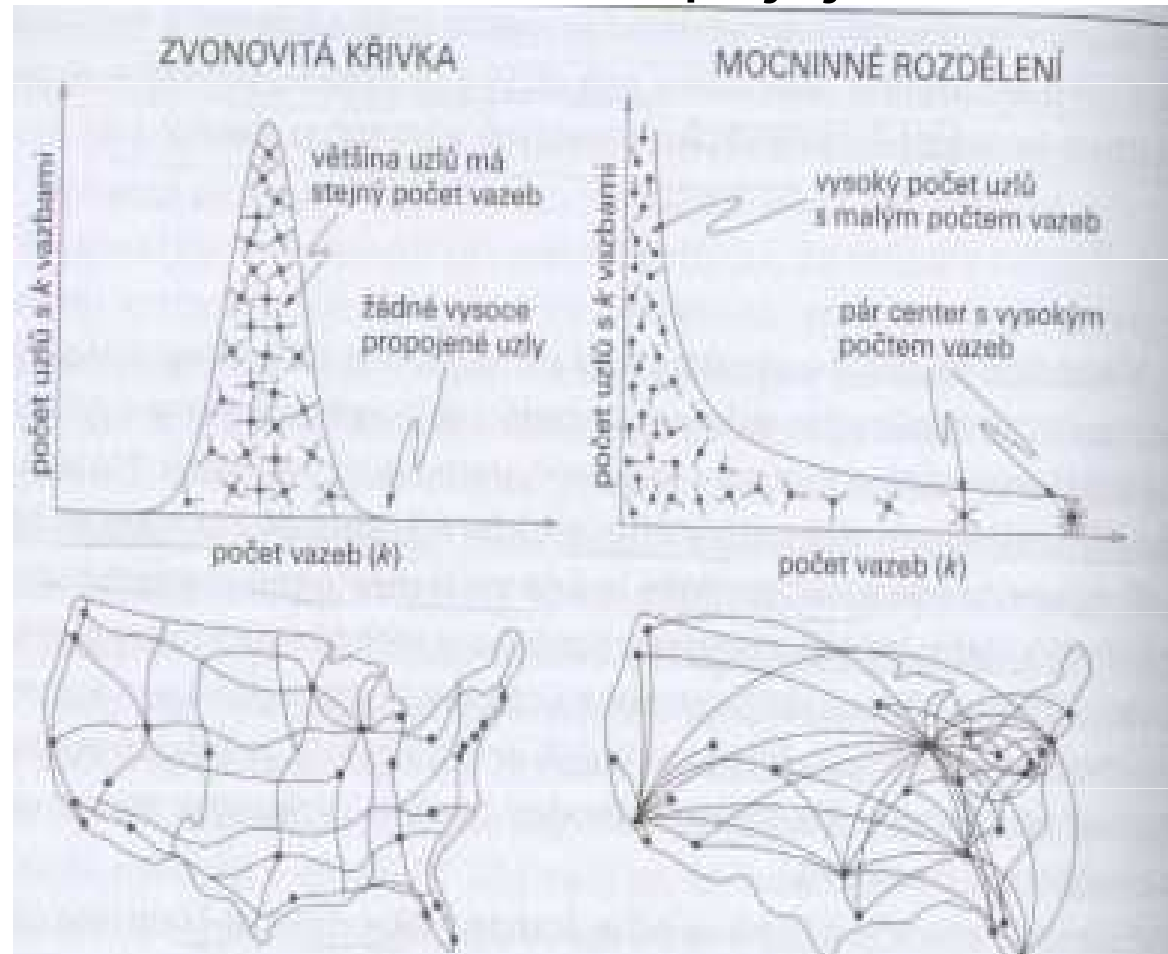 ZVONOVITÁ KŘIVKA
počet uzlů s k vazbami
většina uzlů má
stejný počet vazeb
žádné vysoce
propojené uzly
počet vazeb (k)
MOCNINNÉ ROZDĚLENÍ
počet uzlů s k vazbami
vysoký počet uzlů
s malým počtem vazeb
pár center s vysokým
počtem vazeb
počet vazeb (k)